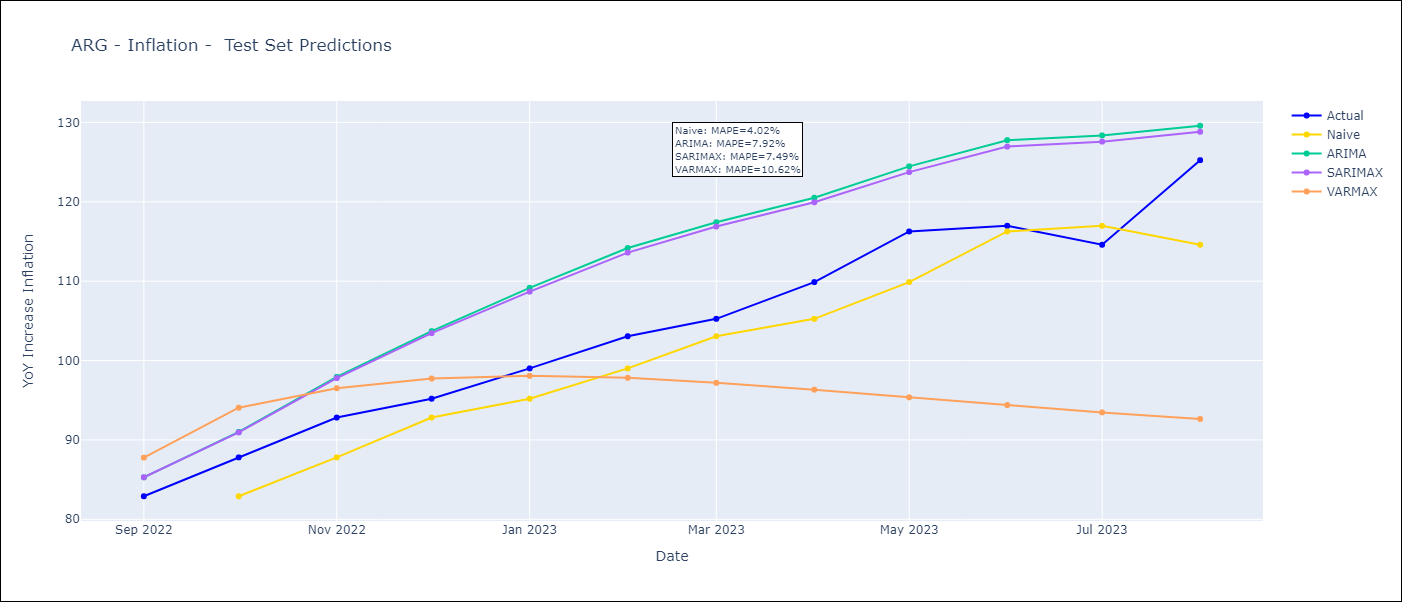 ARG - Inflation -  Test Set Predictions
130
120
110
100
90
80
YoY Increase Inflation
Naive: MAPE=4.02%
ARIMA: MAPE=7.92%
SARIMAX: MAPE=7.49%
VARMAX: MAPE=10.62%
Actual
Naive
ARIMA
SARIMAX
VARMAX
Sep 2022
Nov 2022
Jan 2023
Mar 2023
May 2023
Jul 2023
Date